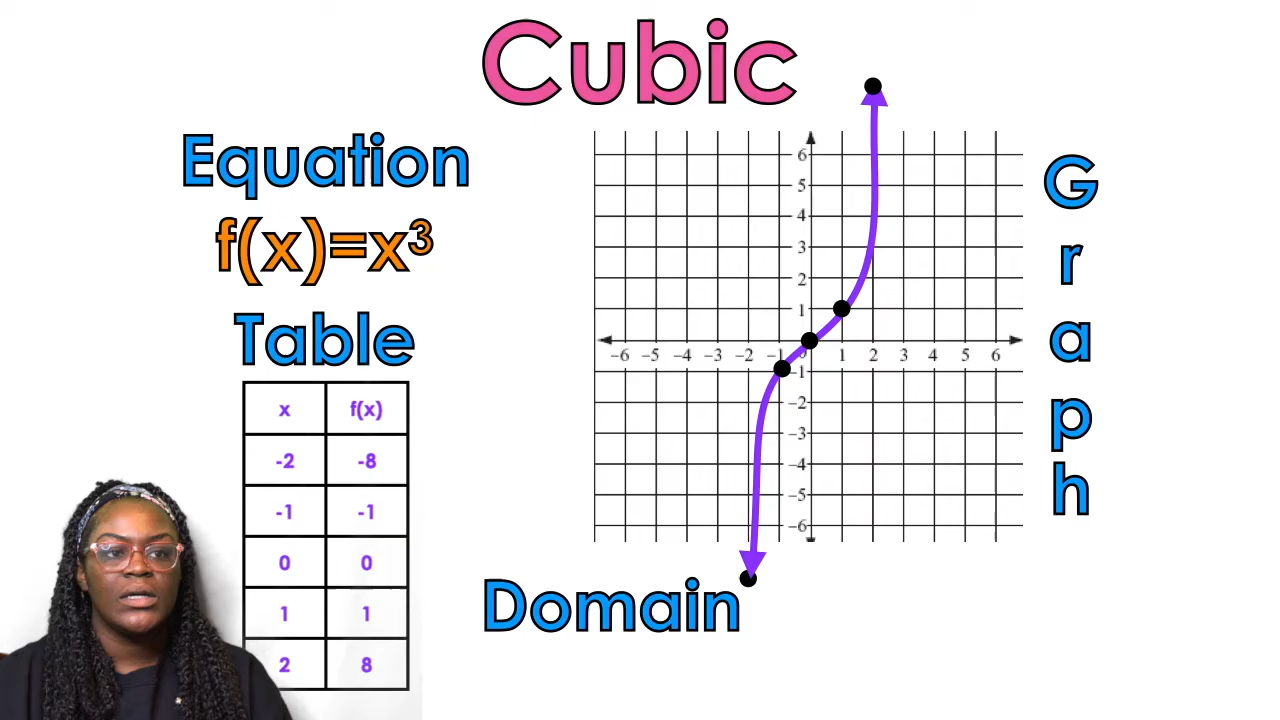 Cubic
Equation
f(x)=x³
Table
x f(x)
-2 -8
-1 -1
0 0
1 1
2 8
6
5
4
3
2
1
−6 −5 −4 −3 −2 −1 0 1 2 3 4 5 6
−1
−2
−3
−4
−5
−6
Graph
Domain